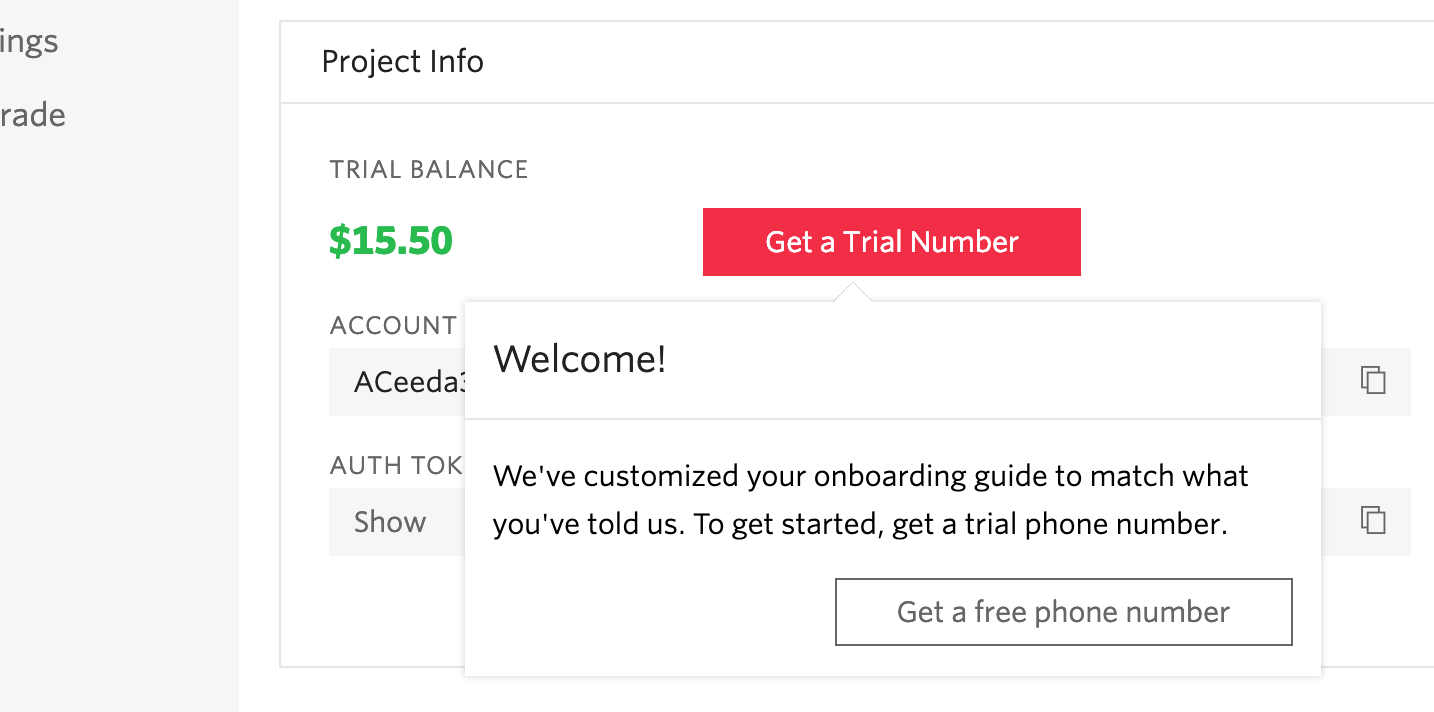 ings
rade
Project Info
TRIAL BALANCE
$15.50
Get a Trial Number
ACCOUNT
ACeeda3
Welcome!
AUTH TOK
We've customized your onboarding guide to match what
you've told us. To get started, get a trial phone number.
Show
Get a free phone number